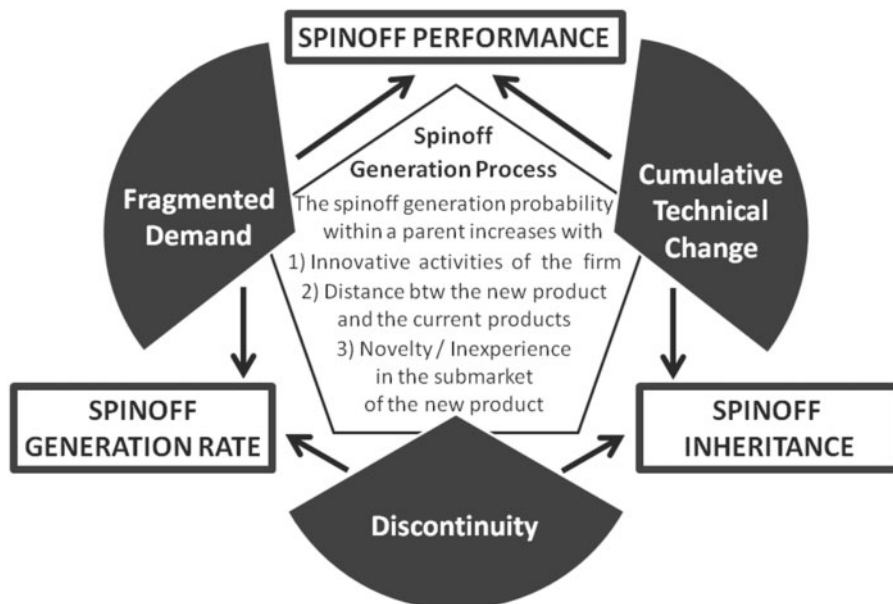 SPINOFF PERFORMANCE
Spinoff
Generation Process
The spinoff generation probability
within a parent increases with
1) Innovative activities of the firm
2) Distance btw the new product
and the current products
3) Novelty / Inexperience
in the submarket
of the new product
Fragmented
Demand
Cumulative
Technical
Change
SPINOFF
GENERATION RATE
SPINOFF
INHERITANCE
Discontinuity